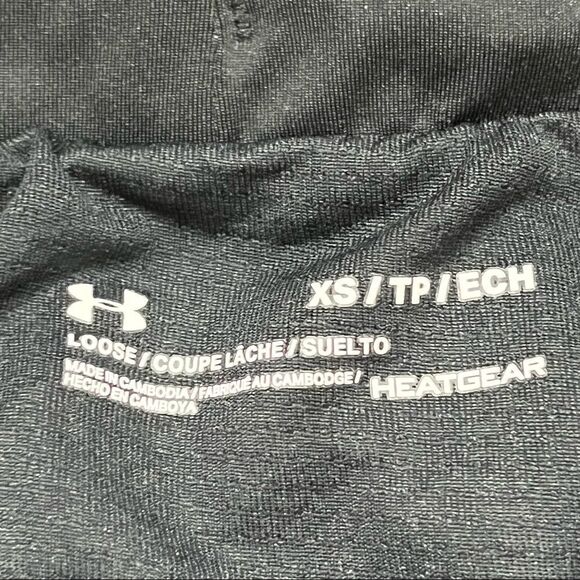 XS / TP / ECH
LOOSE / COUPE LÂCHE / SUELTO
MADE IN CAMBODIA / FABRIQUÉ AU CAMBODGE /
HECHO EN CAMBOYA
HEATGEAR